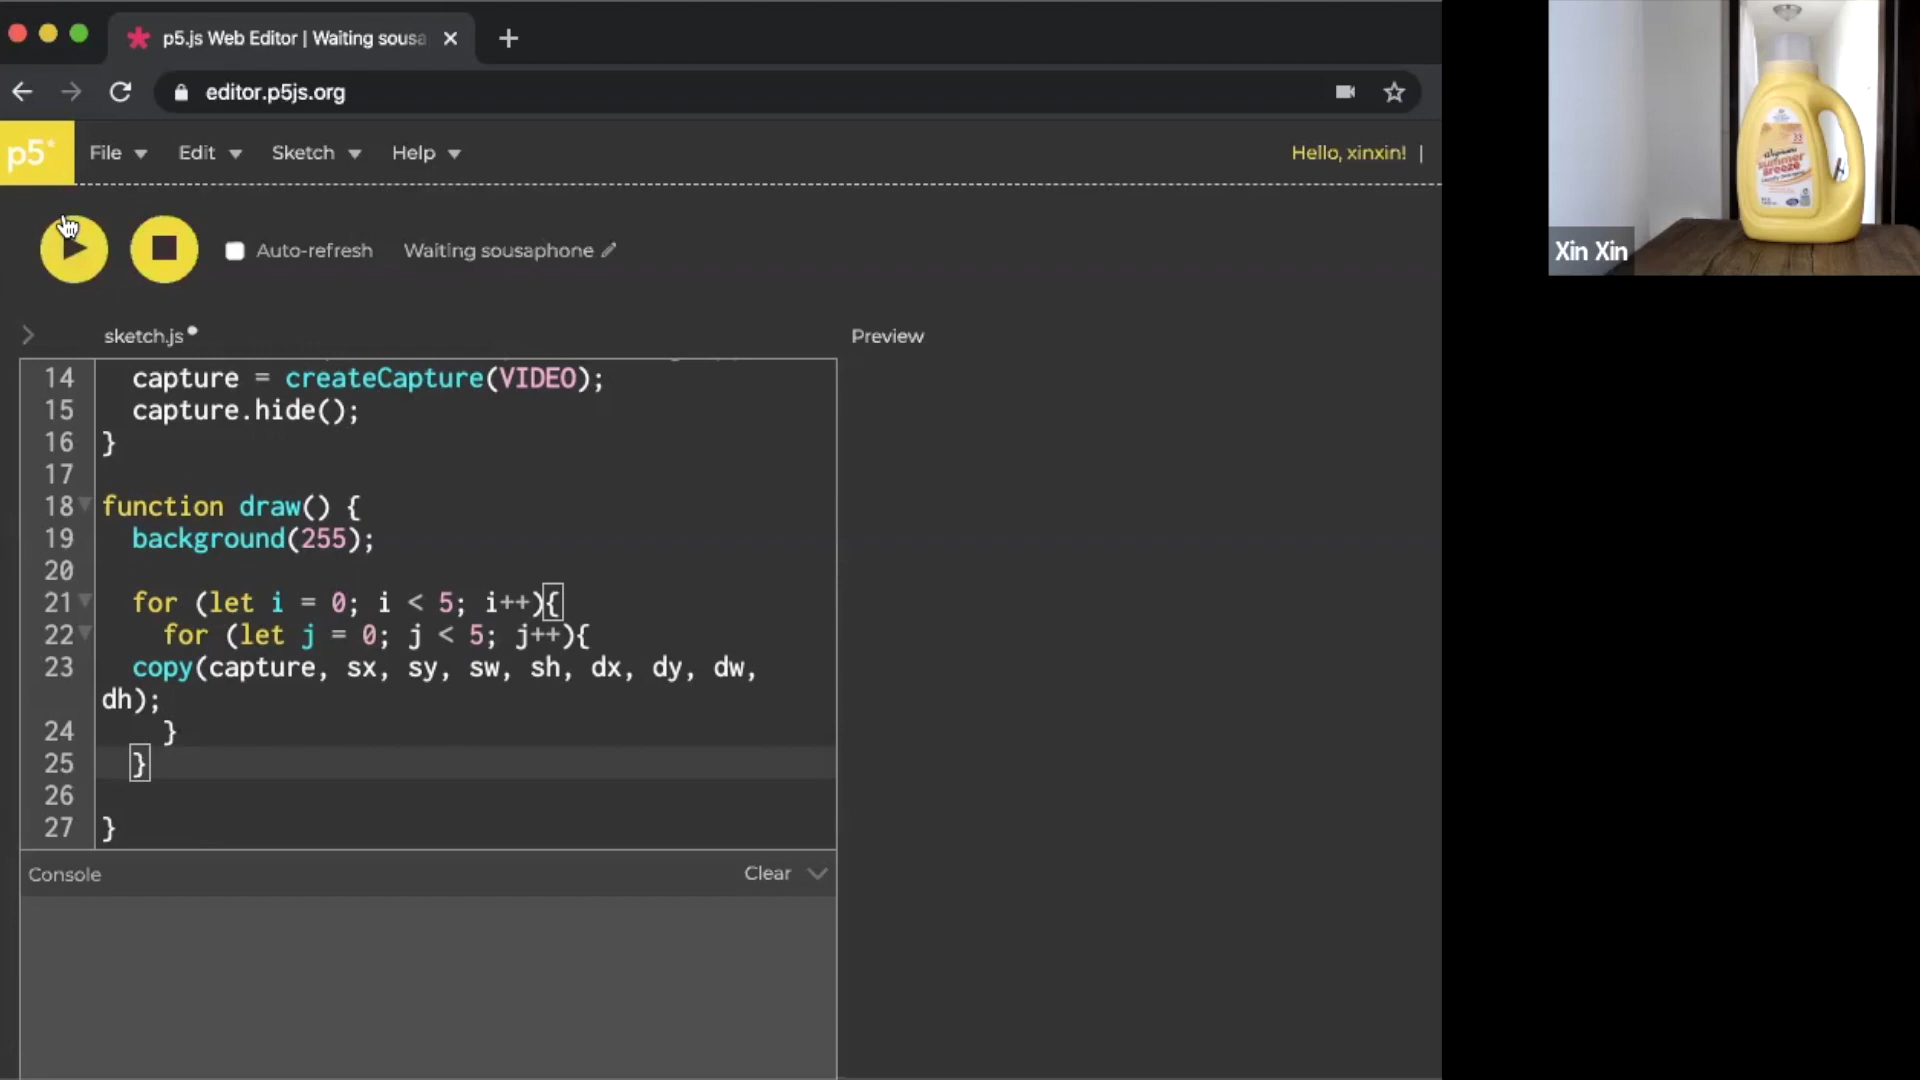 p5.js Web Editor | Waiting sousa
editor.p5js.org
p5*
File
Edit
Sketch
Help
Hello, xinxin! |
Auto-refresh
Waiting sousaphone
sketch.js
Preview
14 capture = createCapture(VIDEO);
15 capture.hide();
16 }
17
18 function draw() {
19 background(255);
20
21 for (let i = 0; i < 5; i++){
22 for (let j = 0; j < 5; j++){
23 copy(capture, sx, sy, sw, sh, dx, dy, dw,
dh);
24 }
25 }
26
27 }
Console
Clear
Xin Xin
Wegmans
summer
Breeze